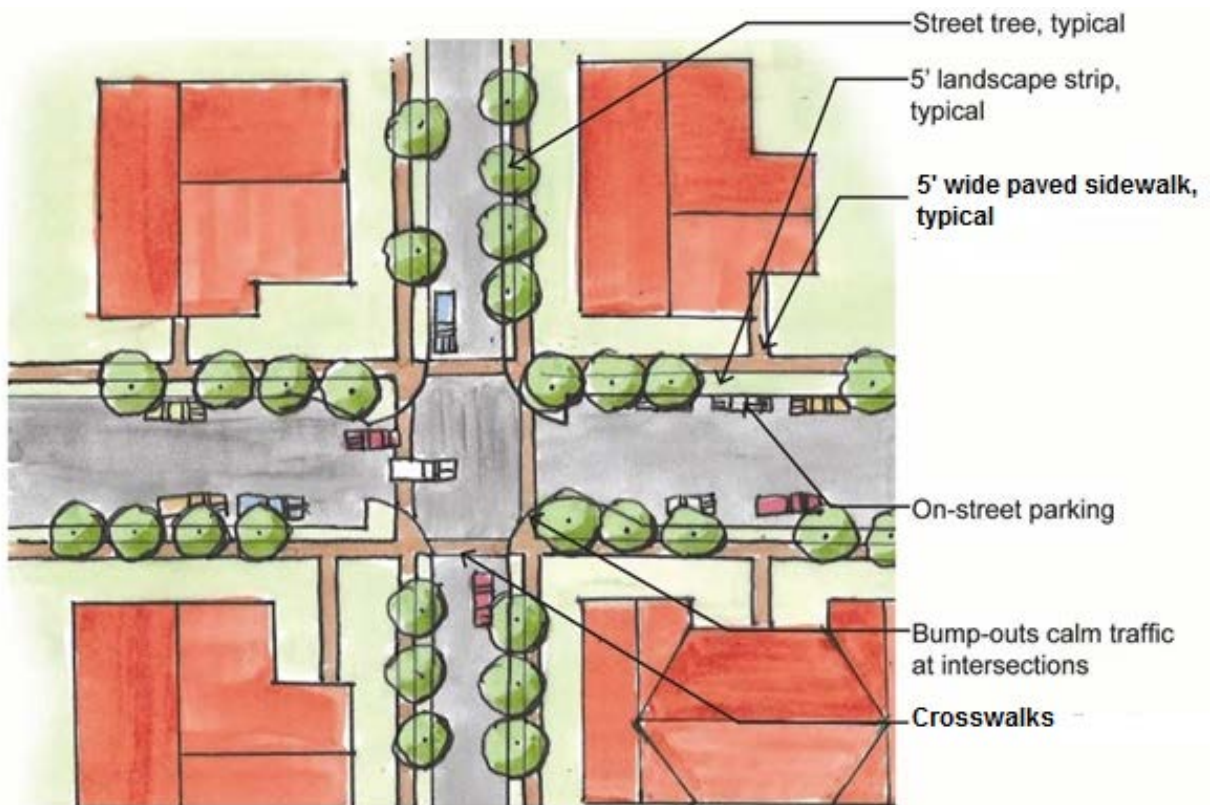 Street tree, typical
5' landscape strip,
typical
5' wide paved sidewalk,
typical
On-street parking
Bump-outs calm traffic
at intersections
Crosswalks